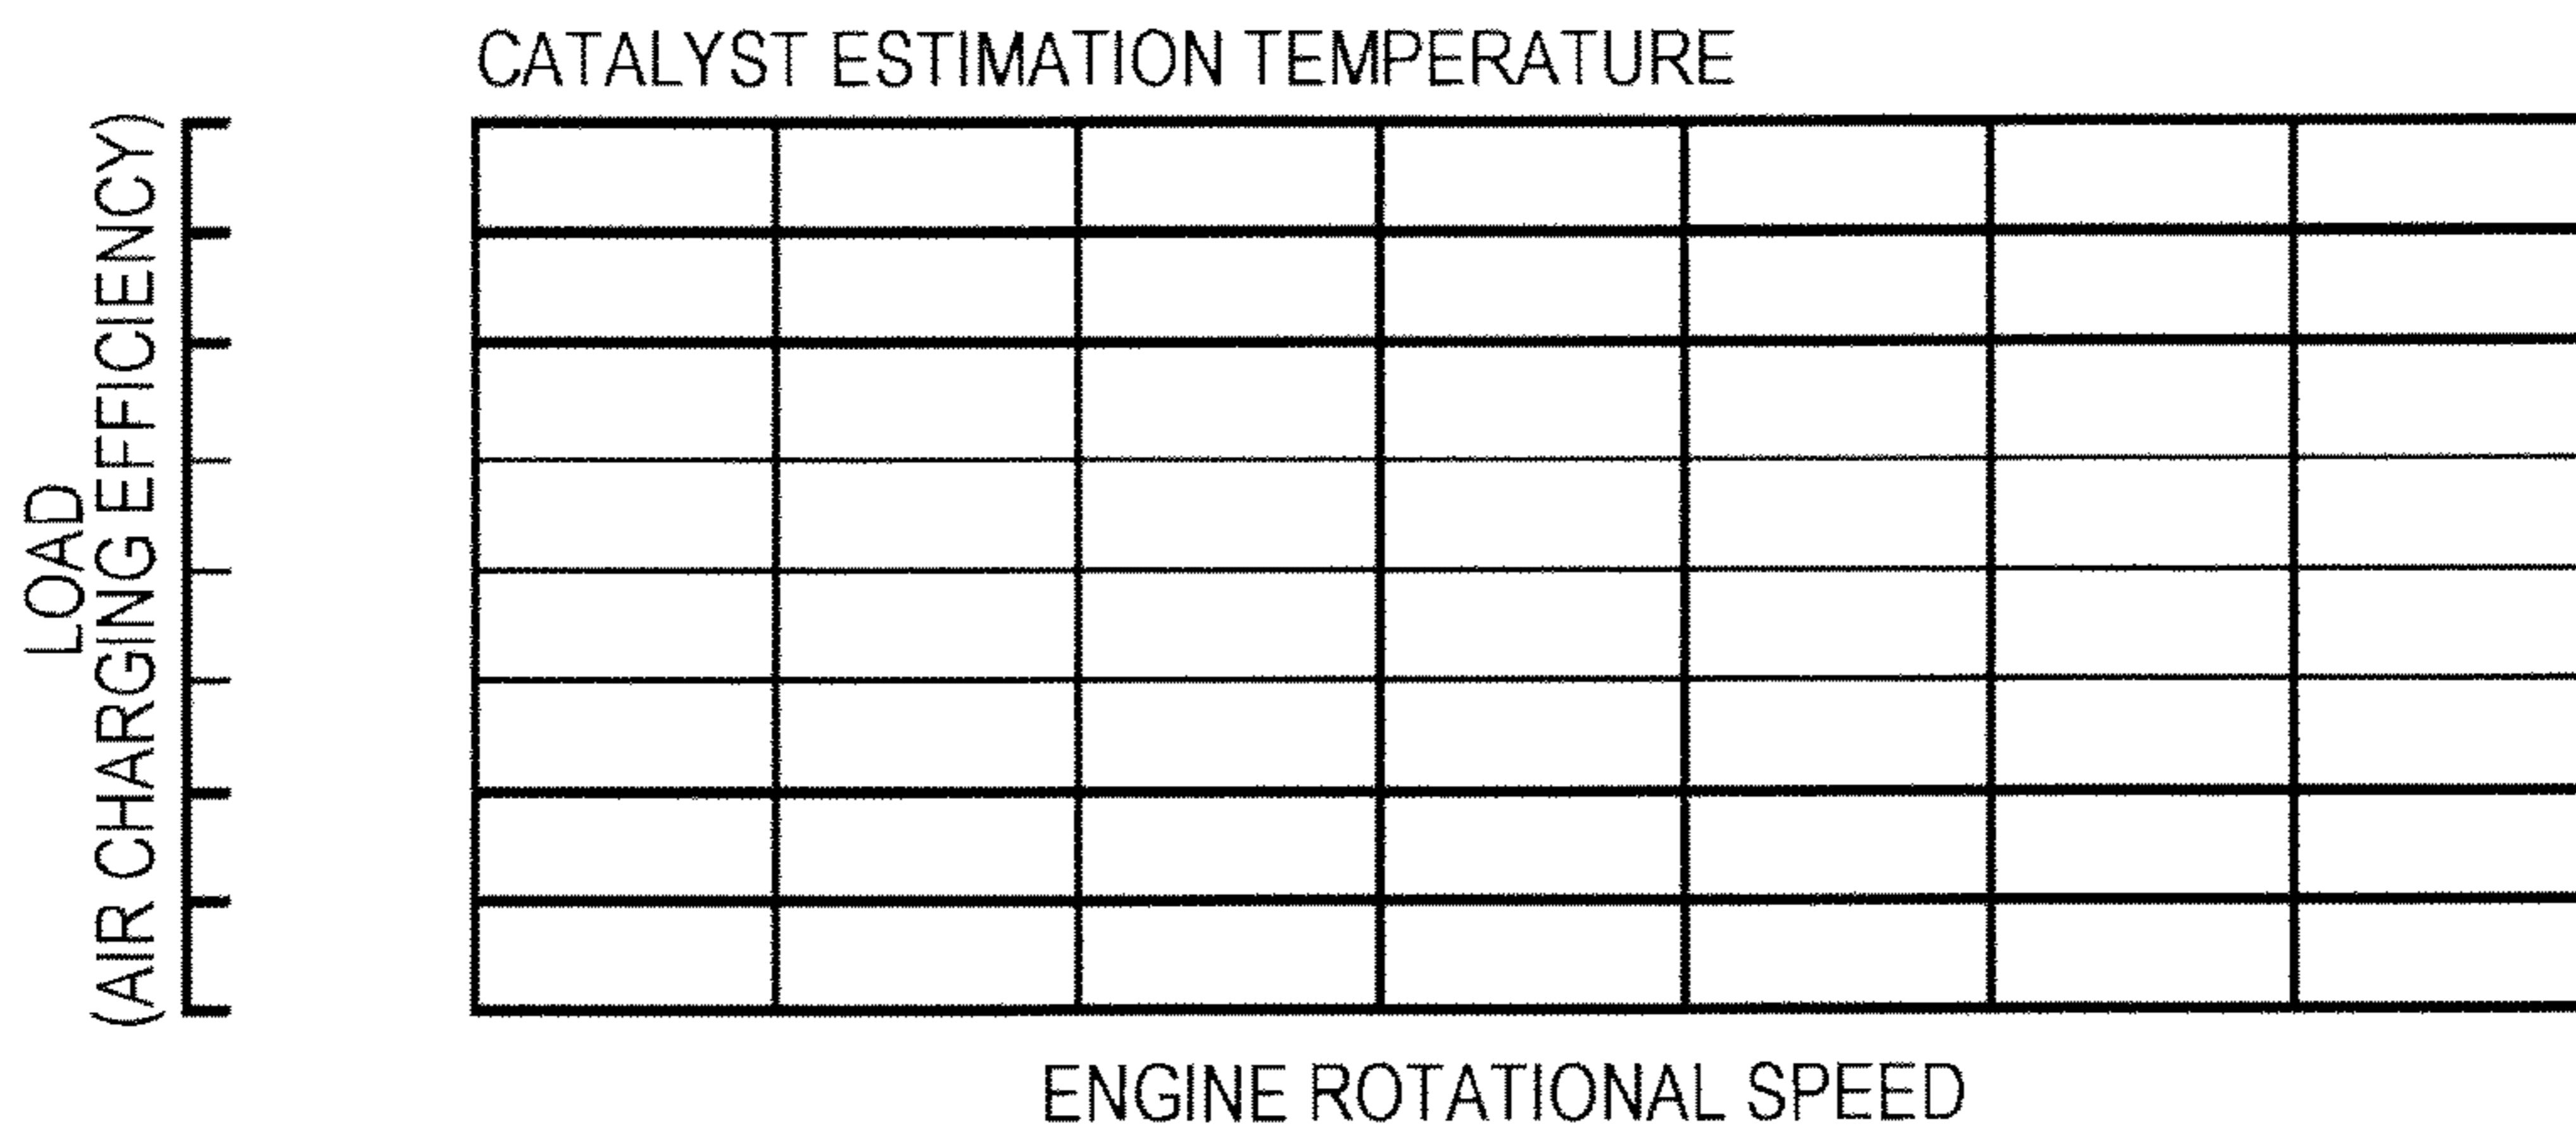 CATALYST ESTIMATION TEMPERATURE
LOAD
(AIR CHARGING EFFICIENCY)
ENGINE ROTATIONAL SPEED